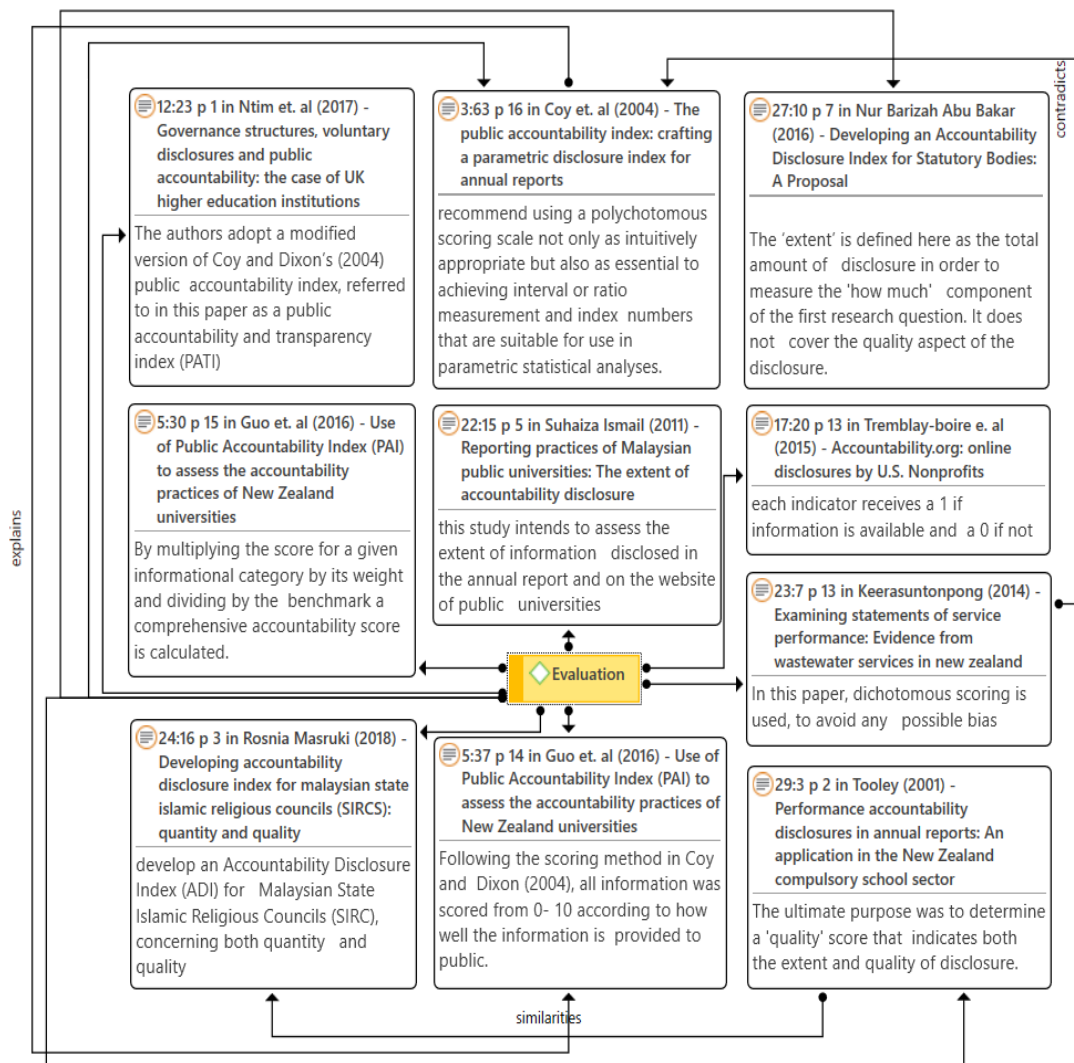 contradicts
12:23 p 1 in Ntim et. al (2017) -
Governance structures, voluntary
disclosures and public
accountability: the case of UK
higher education institutions
The authors adopt a modified
version of Coy and Dixon’s (2004)
public accountability index, referred
to in this paper as a public
accountability and transparency
index (PATI)
3:63 p 16 in Coy et. al (2004) - The
public accountability index: crafting
a parametric disclosure index for
annual reports
recommend using a polychotomous
scoring scale not only as intuitively
appropriate but also as essential to
achieving interval or ratio
measurement and index numbers
that are suitable for use in
parametric statistical analyses.
27:10 p 7 in Nur Barizah Abu Bakar
(2016) - Developing an Accountability
Disclosure Index for Statutory Bodies:
A Proposal
The ‘extent’ is defined here as the total
amount of disclosure in order to
measure the 'how much' component
of the first research question. It does
not cover the quality aspect of the
disclosure.
explains
5:30 p 15 in Guo et. al (2016) - Use
of Public Accountability Index (PAI)
to assess the accountability
practices of New Zealand
universities
By multiplying the score for a given
informational category by its weight
and dividing by the benchmark a
comprehensive accountability score
is calculated.
22:15 p 5 in Suhaiza Ismail (2011) -
Reporting practices of Malaysian
public universities: The extent of
accountability disclosure
this study intends to assess the
extent of information disclosed in
the annual report and on the website
of public universities
17:20 p 13 in Tremblay-boire e. al
(2015) - Accountability.org: online
disclosures by U.S. Nonprofits
each indicator receives a 1 if
information is available and a 0 if not
23:7 p 13 in Keerasuntonpong (2014) -
Examining statements of service
performance: Evidence from
wastewater services in new zealand
In this paper, dichotomous scoring is
used, to avoid any possible bias
Evaluation
24:16 p 3 in Rosnia Masruki (2018) -
Developing accountability
disclosure index for malaysian state
islamic religious councils (SIRCS):
quantity and quality
develop an Accountability Disclosure
Index (ADI) for Malaysian State
Islamic Religious Councils (SIRC),
concerning both quantity and
quality
5:37 p 14 in Guo et. al (2016) - Use of
Public Accountability Index (PAI) to
assess the accountability practices of
New Zealand universities
Following the scoring method in Coy
and Dixon (2004), all information was
scored from 0- 10 according to how
well the information is provided to
public.
29:3 p 2 in Tooley (2001) -
Performance accountability
disclosures in annual reports: An
application in the New Zealand
compulsory school sector
The ultimate purpose was to determine
a 'quality' score that indicates both
the extent and quality of disclosure.
similarities